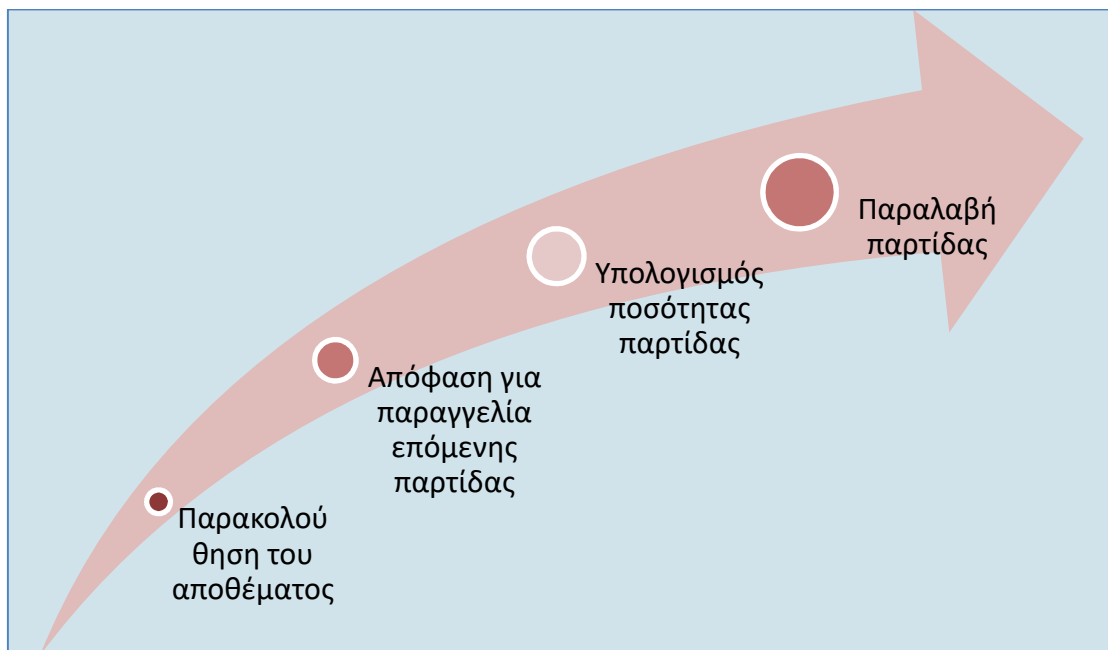 Παρακολού
θηση του
αποθέματος
Απόφαση για
παραγγελία
επόμενης
παρτίδας
Υπολογισμός
ποσότητας
παρτίδας
Παραλαβή
παρτίδας